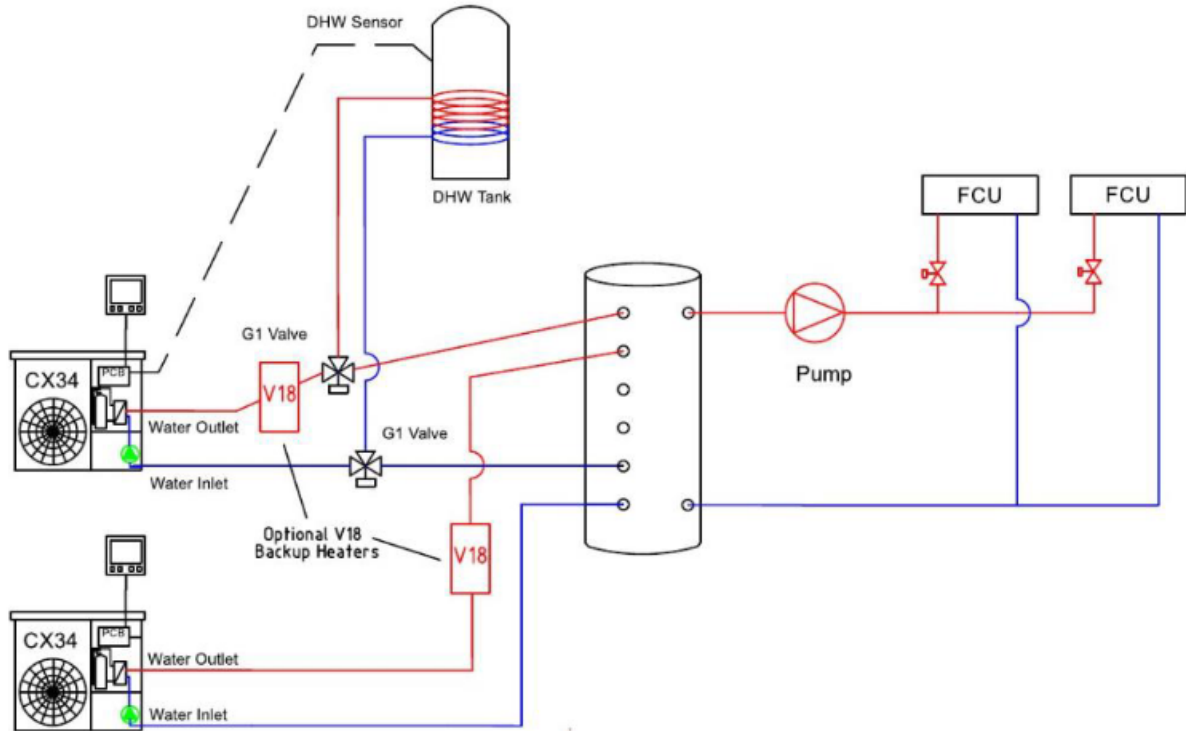 DHW Sensor
DHW Tank
FCU
FCU
G1 Valve
CX34
PCB
V18
Pump
Water Outlet
G1 Valve
Water Inlet
Optional V18
Backup Heaters
V18
CX34
PCB
Water Outlet
Water Inlet